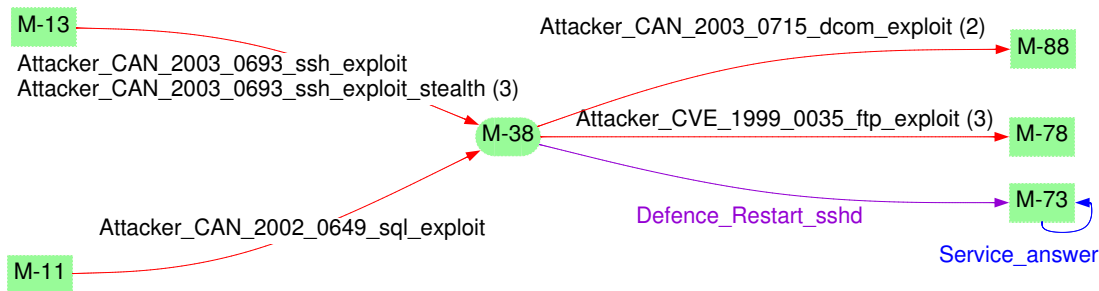 M-13
Attacker_CAN_2003_0693_ssh_exploit
Attacker_CAN_2003_0693_ssh_exploit_stealth (3)
Attacker_CAN_2003_0715_dcom_exploit (2)
M-88
M-38
Attacker_CVE_1999_0035_ftp_exploit (3)
M-78
M-73
Defence_Restart_sshd
Service_answer
Attacker_CAN_2002_0649_sql_exploit
M-11